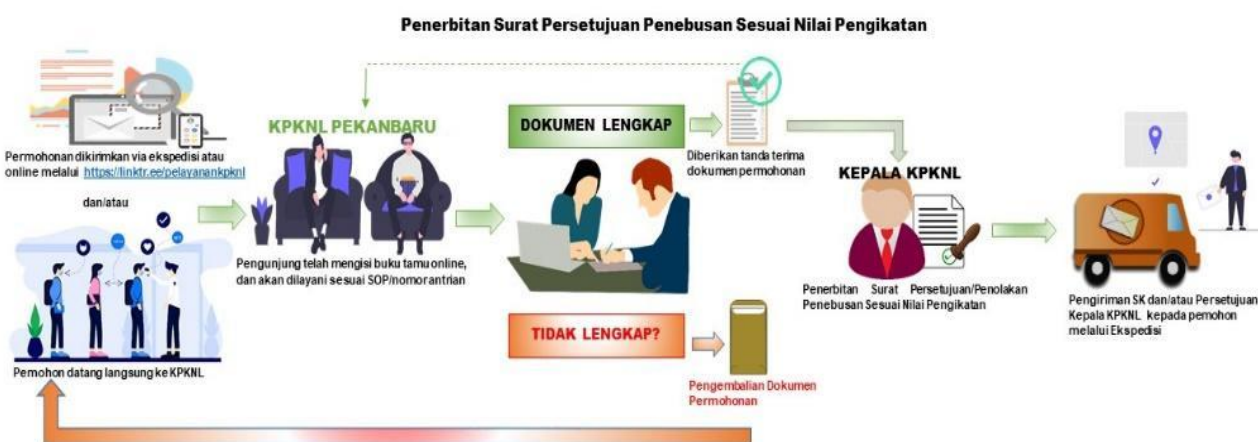 Penerbitan Surat Persetujuan Penebusan Sesuai Nilai Pengikatan
Permohonan dikirimkan via ekspedisi atau
online melalui https://linktr.ee/pelayanankpknl
dan/atau
Pemohon datang langsung ke KPKNL
KPKNL PEKANBARU
Pengunjung telah mengisi buku tamu online,
dan akan dilayani sesuai SOP/nomor antrian
DOKUMEN LENGKAP
Diberikan tanda terima
dokumen permohonan
TIDAK LENGKAP?
Pengembalian Dokumen
Permohonan
KEPALA KPKNL
Penerbitan Surat Persetujuan/Penolakan
Penebusan Sesuai Nilai Pengikatan
Pengiriman SK dan/atau Persetujuan
Kepala KPKNL kepada pemohon
melalui Ekspedisi